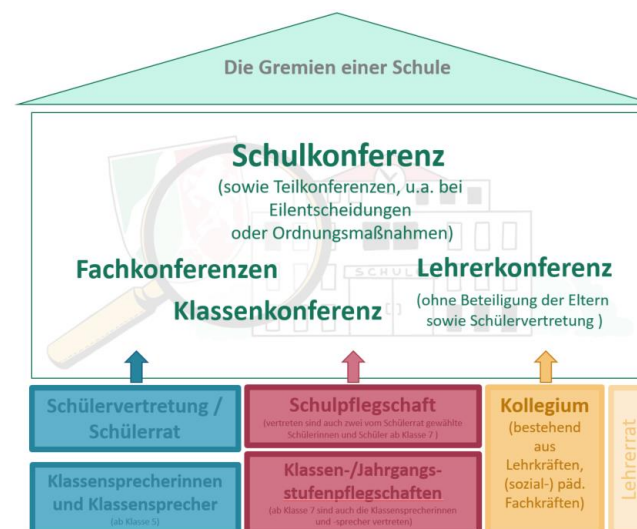 Die Gremien einer Schule
Schulkonferenz
(sowie Teilkonferenzen, u.a. bei
Eilentscheidungen
oder Ordnungsmaßnahmen)
Fachkonferenzen
Lehrerkonferenz
Klassenkonferenz
(ohne Beteiligung der Eltern
sowie Schülervertretung )
SCHULE
Schülervertretung /
Schülerrat
Schulpflegschaft
(vertreten sind auch zwei vom Schülerrat gewählte
Schülerinnen und Schüler ab Klasse 7 )
Kollegium
(bestehend
aus
Lehrkräften,
(sozial-) päd.
Fachkräften)
Lehrerrat
Klassensprecherinnen
und Klassensprecher
(ab Klasse 5)
Klassen-/Jahrgangs-
stufenpflegschaften
(ab Klasse 7 sind auch die Klassensprecherinnen
und -sprecher vertreten)